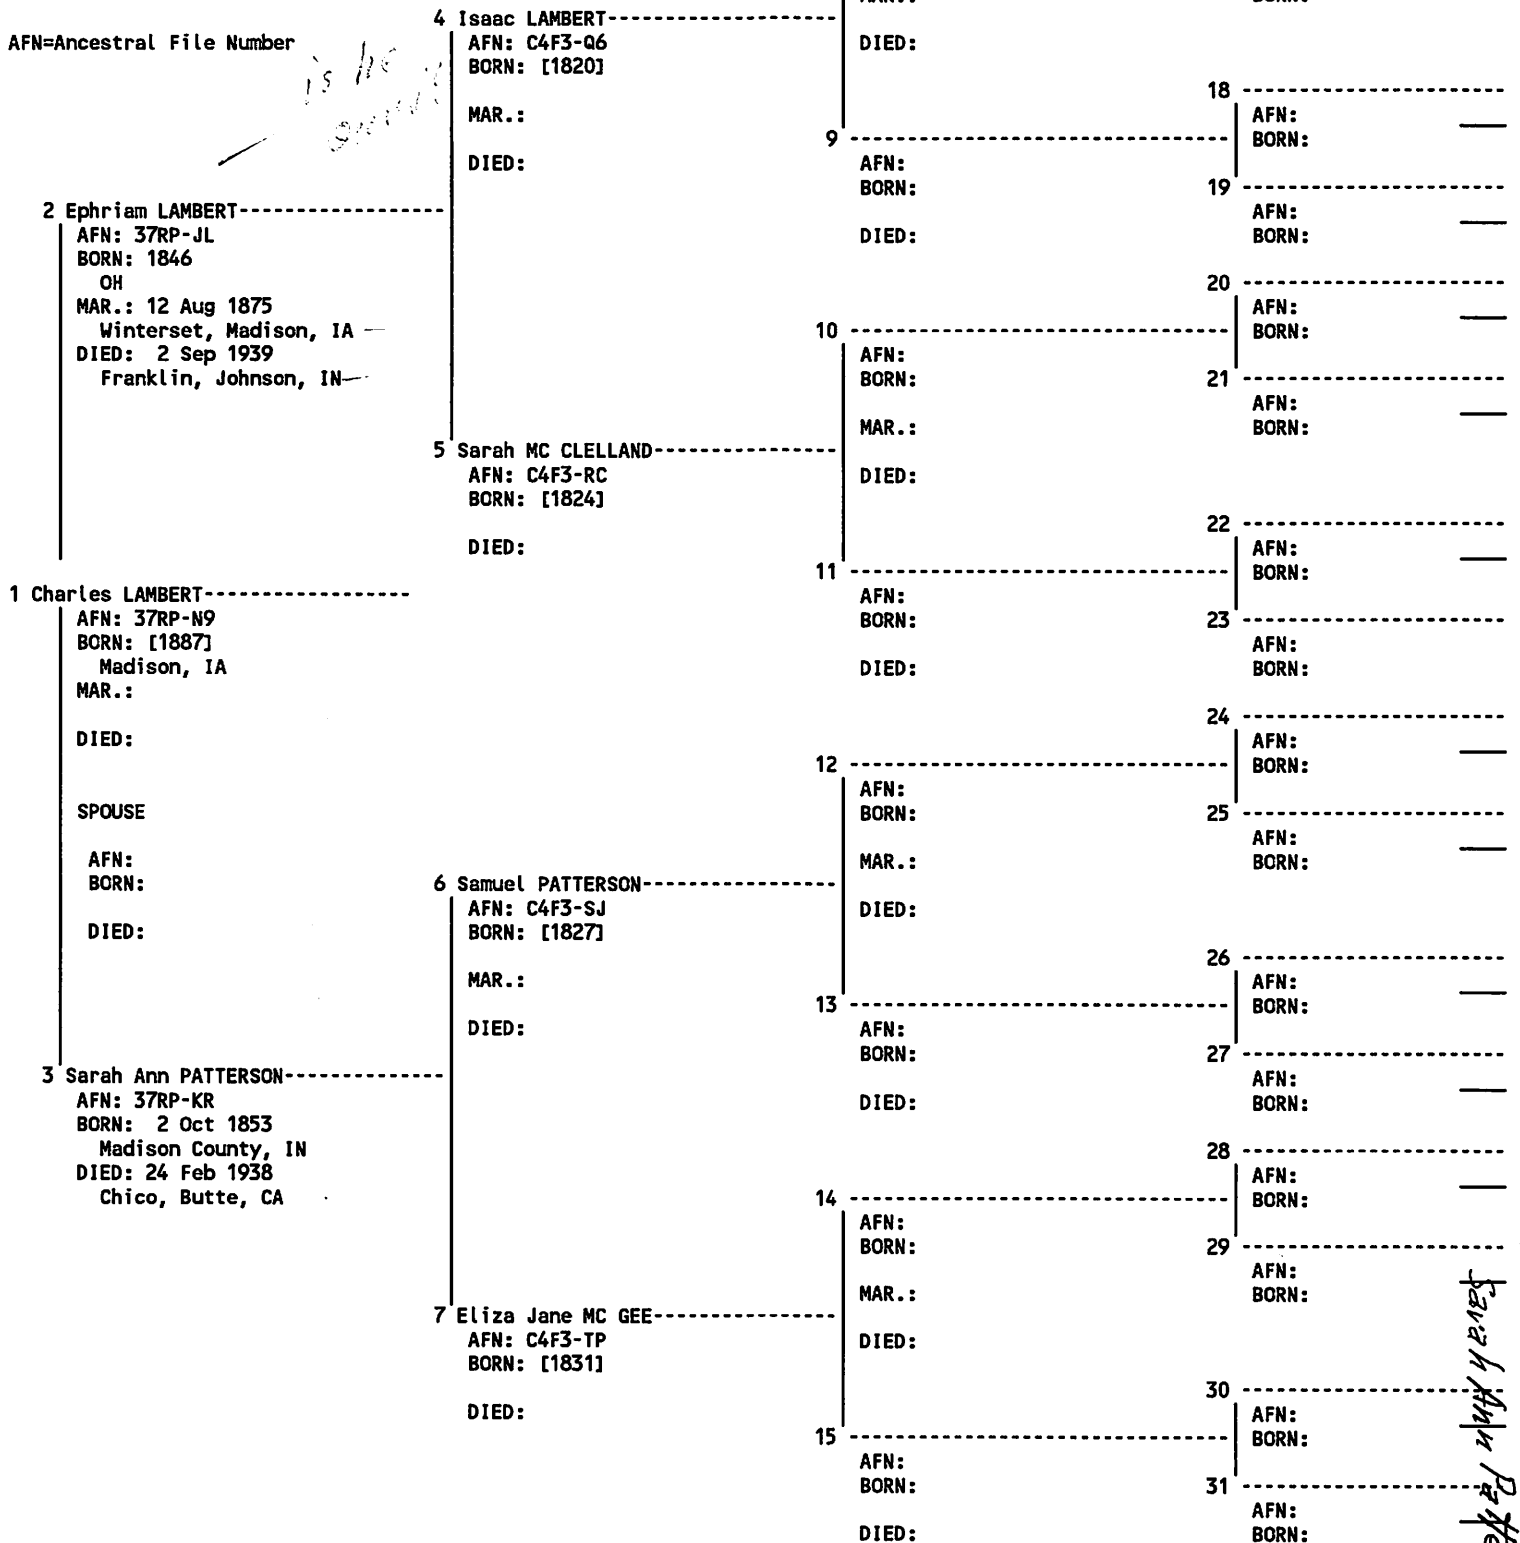 AFN=Ancestral File Number
is he
2 Ephriam LAMBERT
AFN: 37RP-JL
BORN: 1846
OH
MAR.: 12 Aug 1875
Winterset, Madison, IA
DIED: 2 Sep 1939
Franklin, Johnson, IN
1 Charles LAMBERT
AFN: 37RP-N9
BORN: [1887]
Madison, IA
MAR.:
DIED:
SPOUSE
AFN:
BORN:
DIED:
3 Sarah Ann PATTERSON
AFN: 37RP-KR
BORN: 2 Oct 1853
Madison County, IN
DIED: 24 Feb 1938
Chico, Butte, CA
4 Isaac LAMBERT
AFN: C4F3-Q6
BORN: [1820]
MAR.:
DIED:
5 Sarah MC CLELLAND
AFN: C4F3-RC
BORN: [1824]
DIED:
6 Samuel PATTERSON
AFN: C4F3-SJ
BORN: [1827]
MAR.:
DIED:
7 Eliza Jane MC GEE
AFN: C4F3-TP
BORN: [1831]
DIED:
DIED:
9
AFN:
BORN:
DIED:
10
AFN:
BORN:
MAR.:
DIED:
11
AFN:
BORN:
DIED:
12
AFN:
BORN:
MAR.:
DIED:
13
AFN:
BORN:
DIED:
14
AFN:
BORN:
MAR.:
DIED:
15
AFN:
BORN:
DIED:
18
AFN:
BORN:
19
AFN:
BORN:
20
AFN:
BORN:
21
AFN:
BORN:
22
AFN:
BORN:
23
AFN:
BORN:
24
AFN:
BORN:
25
AFN:
BORN:
26
AFN:
BORN:
27
AFN:
BORN:
28
AFN:
BORN:
29
AFN:
BORN:
30
AFN:
BORN:
31
AFN:
BORN:
Sarah Ann Patte